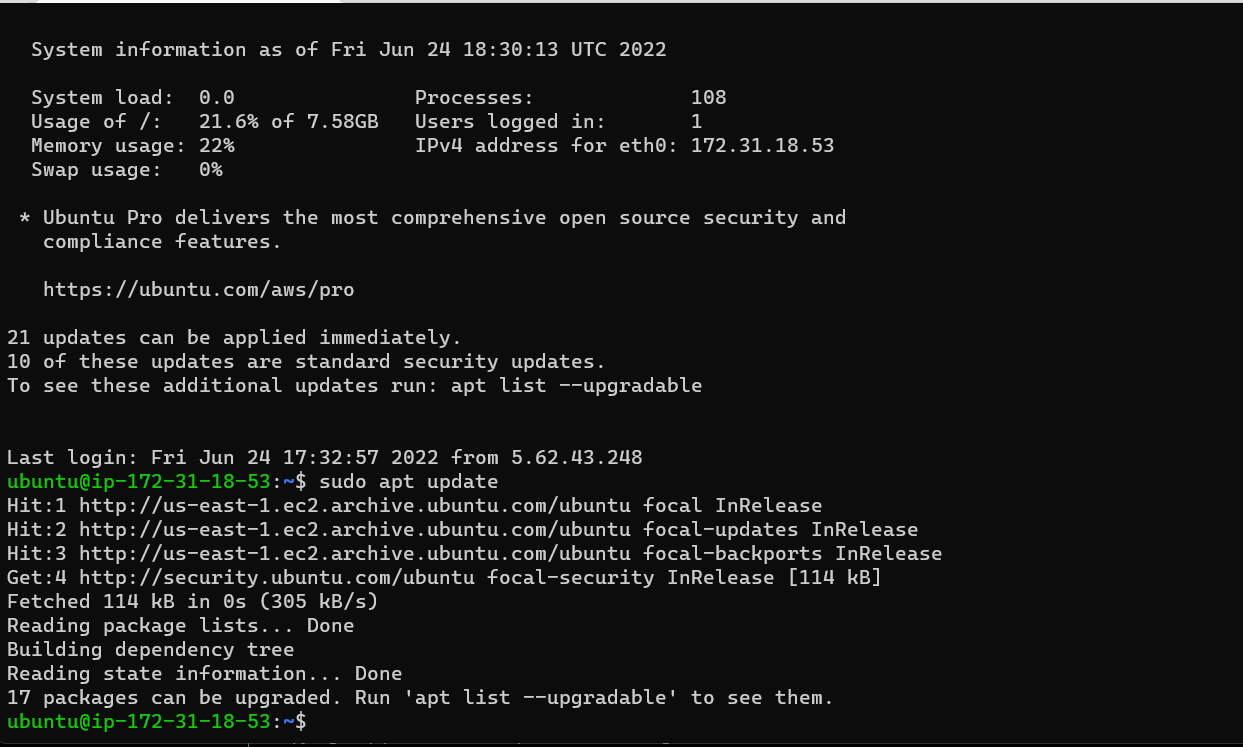 System information as of Fri Jun 24 18:30:13 UTC 2022
System load: 0.0 Processes: 108
Usage of /: 21.6% of 7.58GB Users logged in: 1
Memory usage: 22% IPv4 address for eth0: 172.31.18.53
Swap usage: 0%
* Ubuntu Pro delivers the most comprehensive open source security and
compliance features.
https://ubuntu.com/aws/pro
21 updates can be applied immediately.
10 of these updates are standard security updates.
To see these additional updates run: apt list --upgradable
Last login: Fri Jun 24 17:32:57 2022 from 5.62.43.248
ubuntu@ip-172-31-18-53:~$ sudo apt update
Hit:1 http://us-east-1.ec2.archive.ubuntu.com/ubuntu focal InRelease
Hit:2 http://us-east-1.ec2.archive.ubuntu.com/ubuntu focal-updates InRelease
Hit:3 http://us-east-1.ec2.archive.ubuntu.com/ubuntu focal-backports InRelease
Get:4 http://security.ubuntu.com/ubuntu focal-security InRelease [114 kB]
Fetched 114 kB in 0s (305 kB/s)
Reading package lists... Done
Building dependency tree
Reading state information... Done
17 packages can be upgraded. Run 'apt list --upgradable' to see them.
ubuntu@ip-172-31-18-53:~$